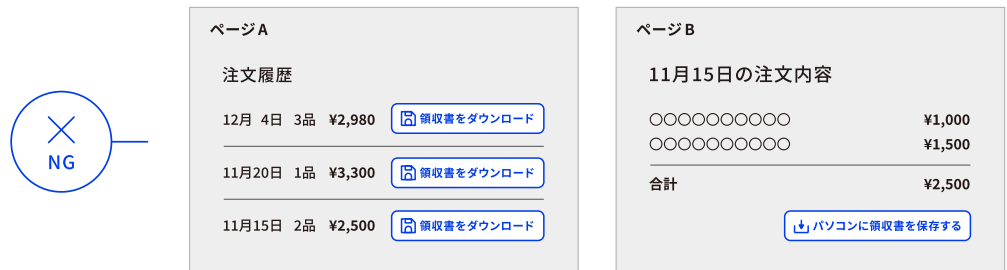 NG
ページA
注文履歴
12月 4日 3品 ¥2,980 領収書をダウンロード
11月20日 1品 ¥3,300 領収書をダウンロード
11月15日 2品 ¥2,500 領収書をダウンロード
ページB
11月15日の注文内容
○○○○○○○○○○ ¥1,000
○○○○○○○○○○ ¥1,500
合計 ¥2,500
パソコンに領収書を保存する